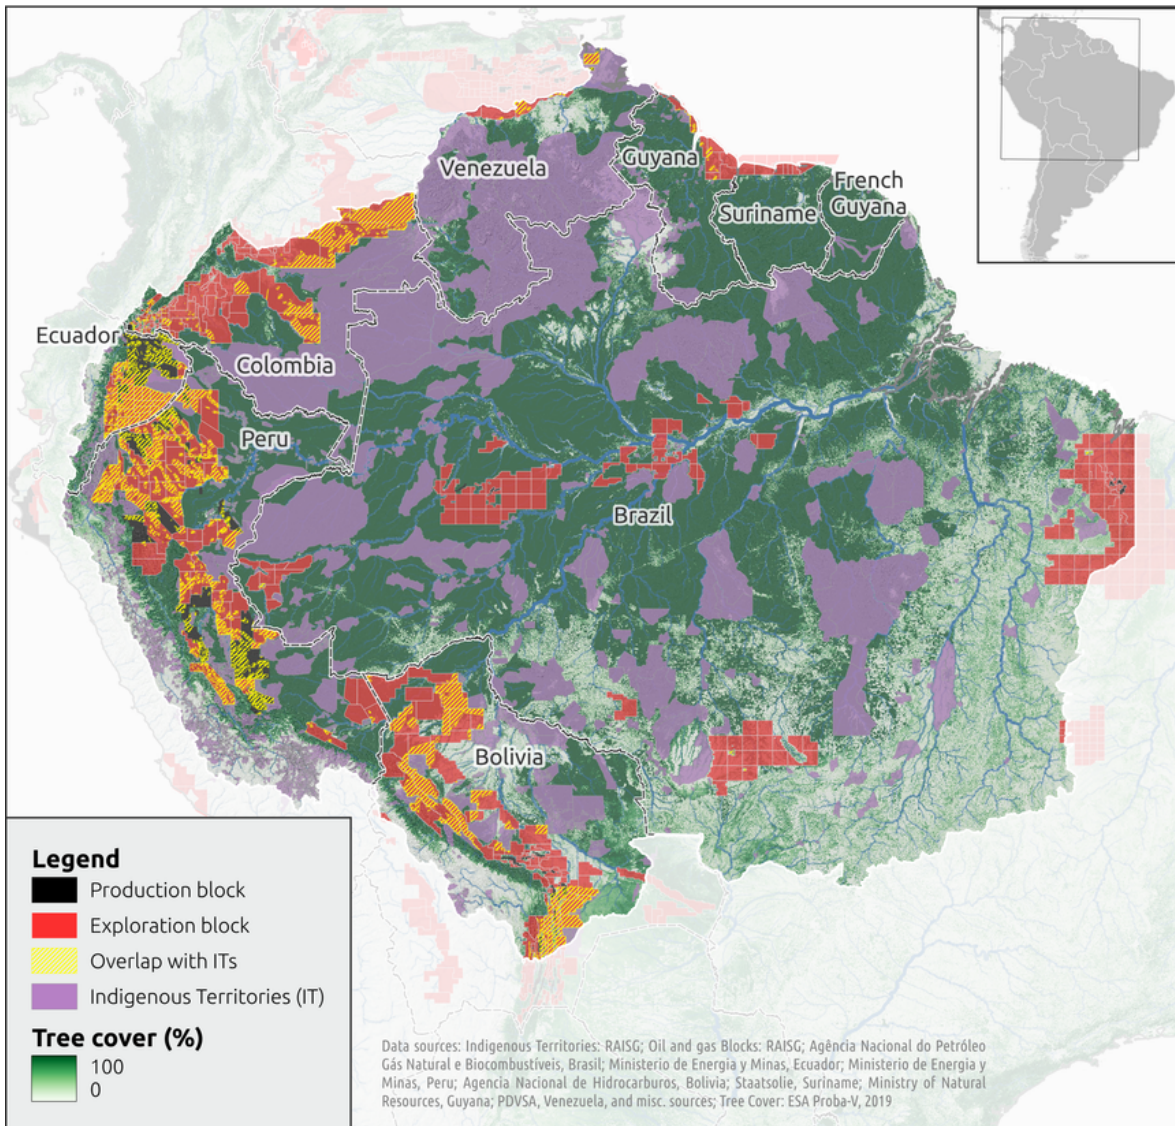 Venezuela
Guyana
French
Guyana
Suriname
Ecuador
Colombia
Peru
Brazil
Bolivia
Legend
Production block
Exploration block
Overlap with ITs
Indigenous Territories (IT)
Tree cover (%)
100
0
Data sources: Indigenous Territories: RAISG; Oil and gas Blocks: RAISG; Agência Nacional do Petróleo
Gás Natural e Biocombustíveis, Brasil; Ministerio de Energia y Minas, Ecuador; Ministerio de Energia y
Minas, Peru; Agencia Nacional de Hidrocarburos, Bolivia; Staatsolie, Suriname; Ministry of Natural
Resources, Guyana; PDVSA, Venezuela, and misc. sources; Tree Cover: ESA Proba-V, 2019